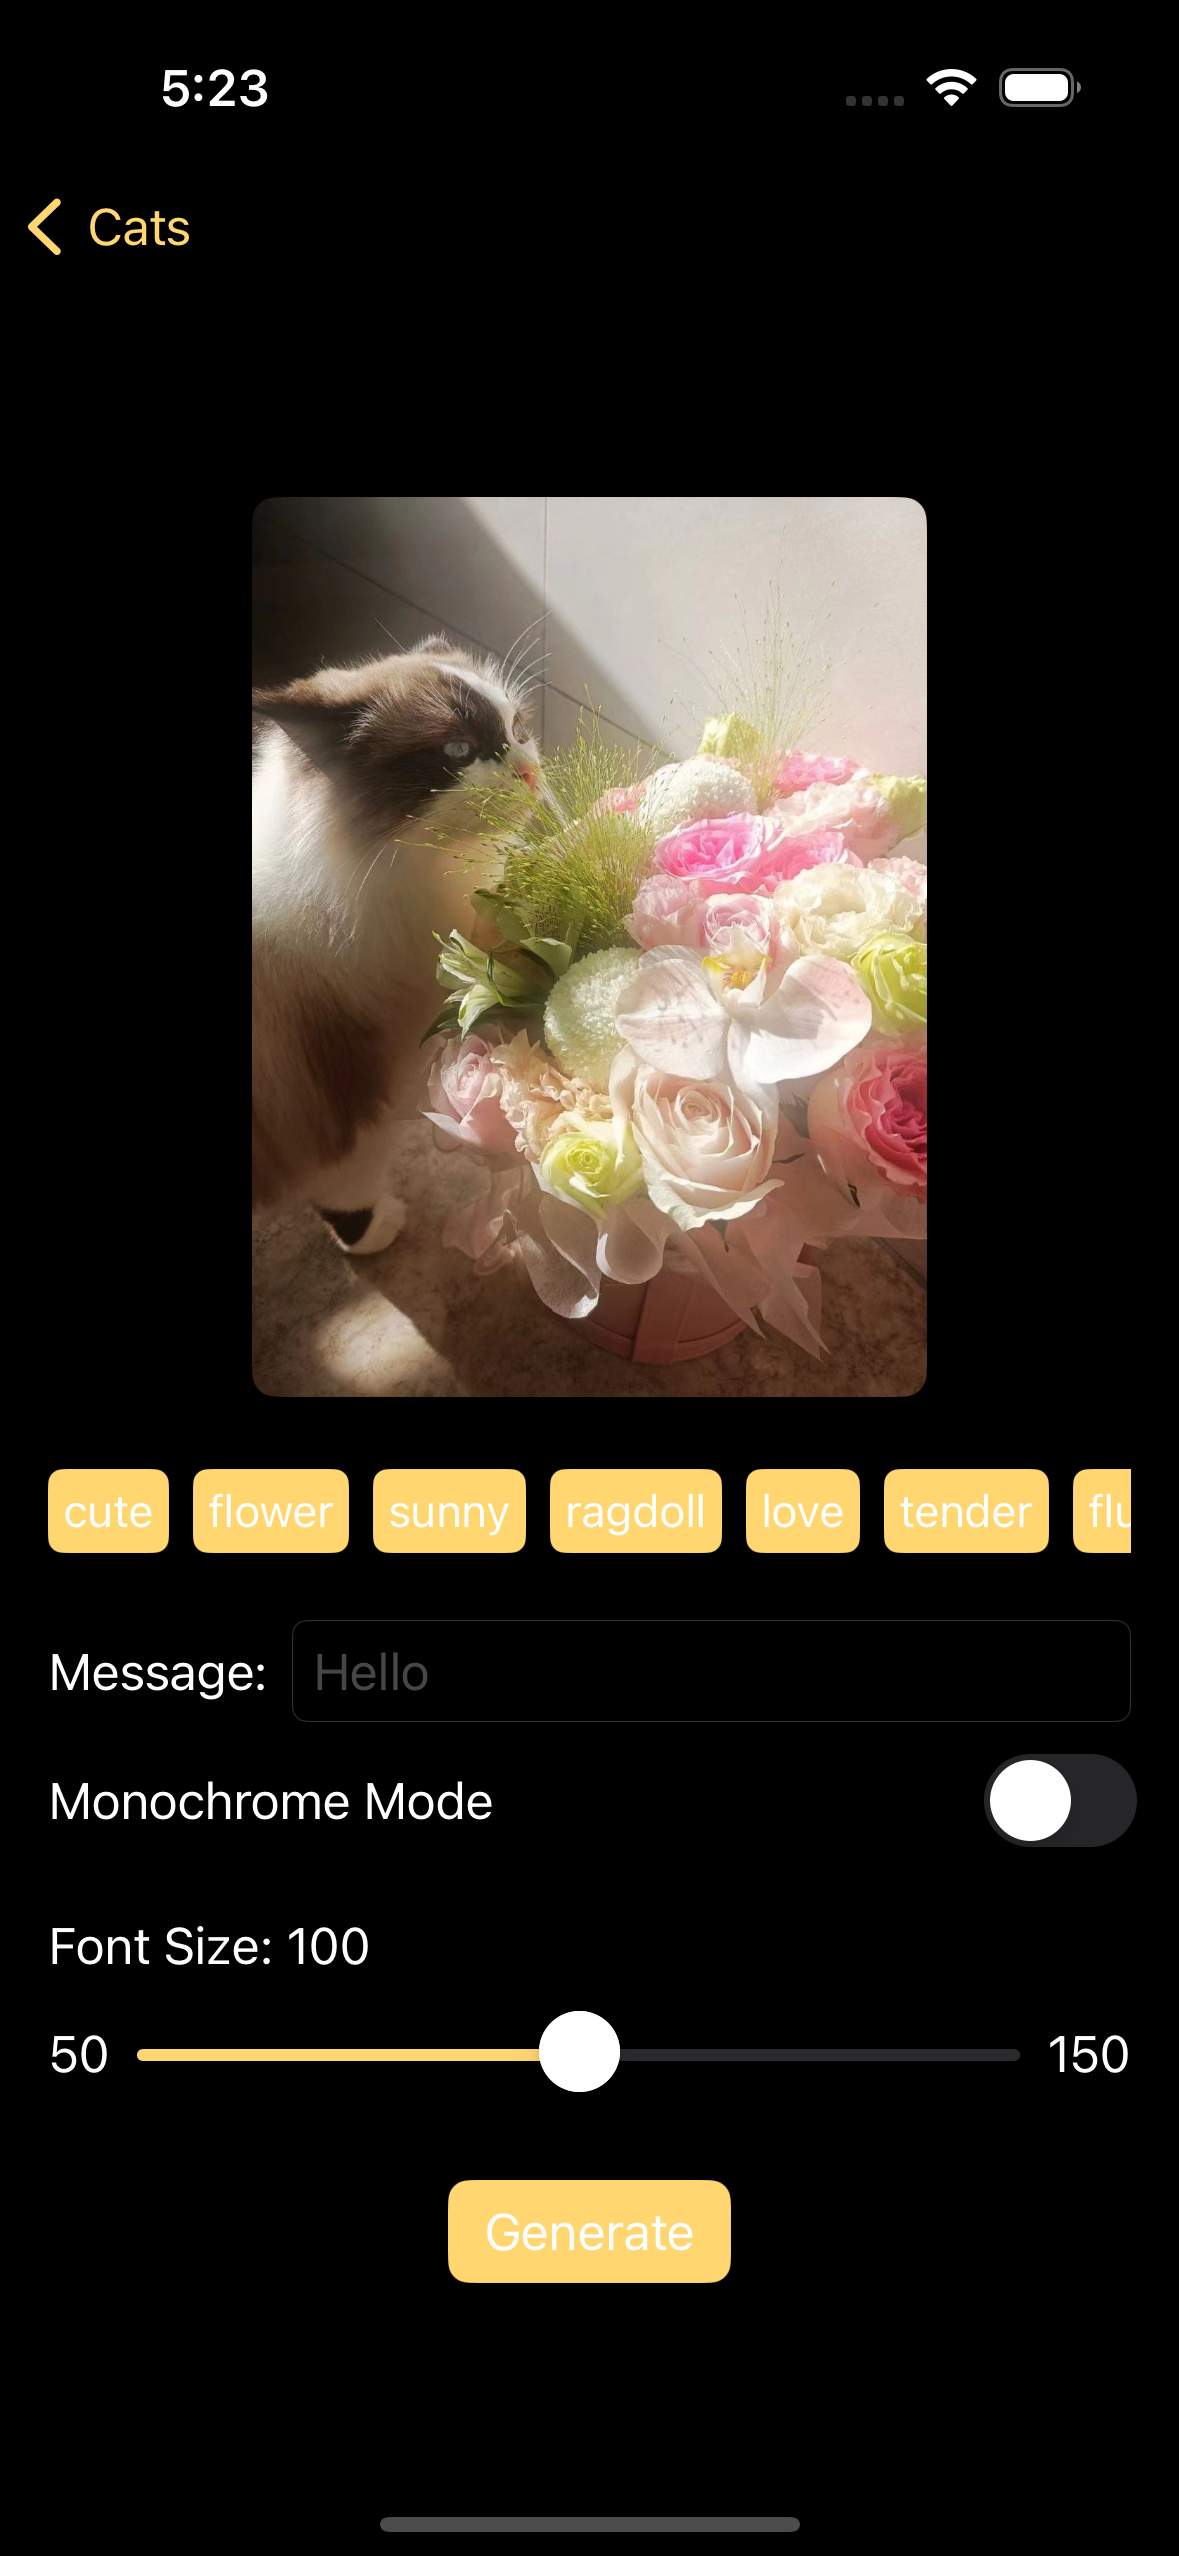 5:23
Cats
cute flower sunny ragdoll love tender flu
Message: Hello
Monochrome Mode
Font Size: 100
50 150
Generate